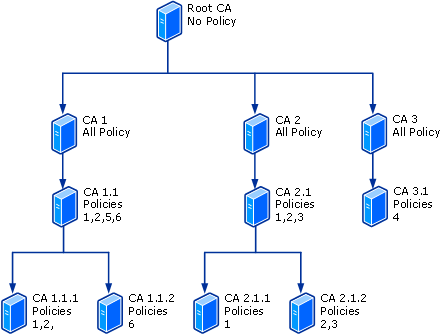 Root CA
No Policy
CA 1
All Policy
CA 2
All Policy
CA 3
All Policy
CA 1.1
Policies
1,2,5,6
CA 2.1
Policies
1,2,3
CA 3.1
Policies
4
CA 1.1.1
Policies
1,2,
CA 1.1.2
Policies
6
CA 2.1.1
Policies
1
CA 2.1.2
Policies
2,3